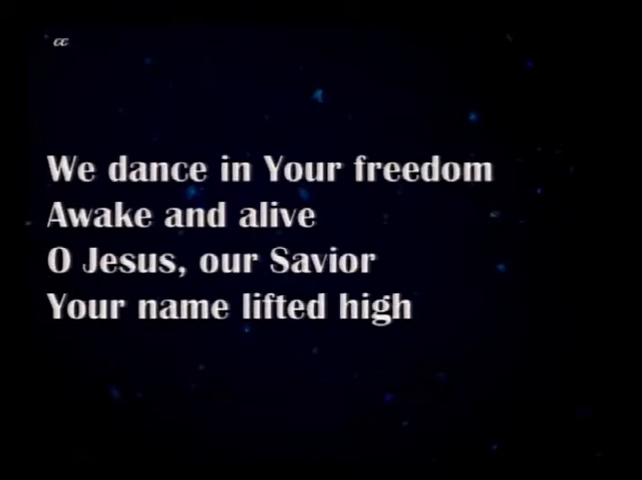 cc
We dance in Your freedom
Awake and alive
O Jesus, our Savior
Your name lifted high